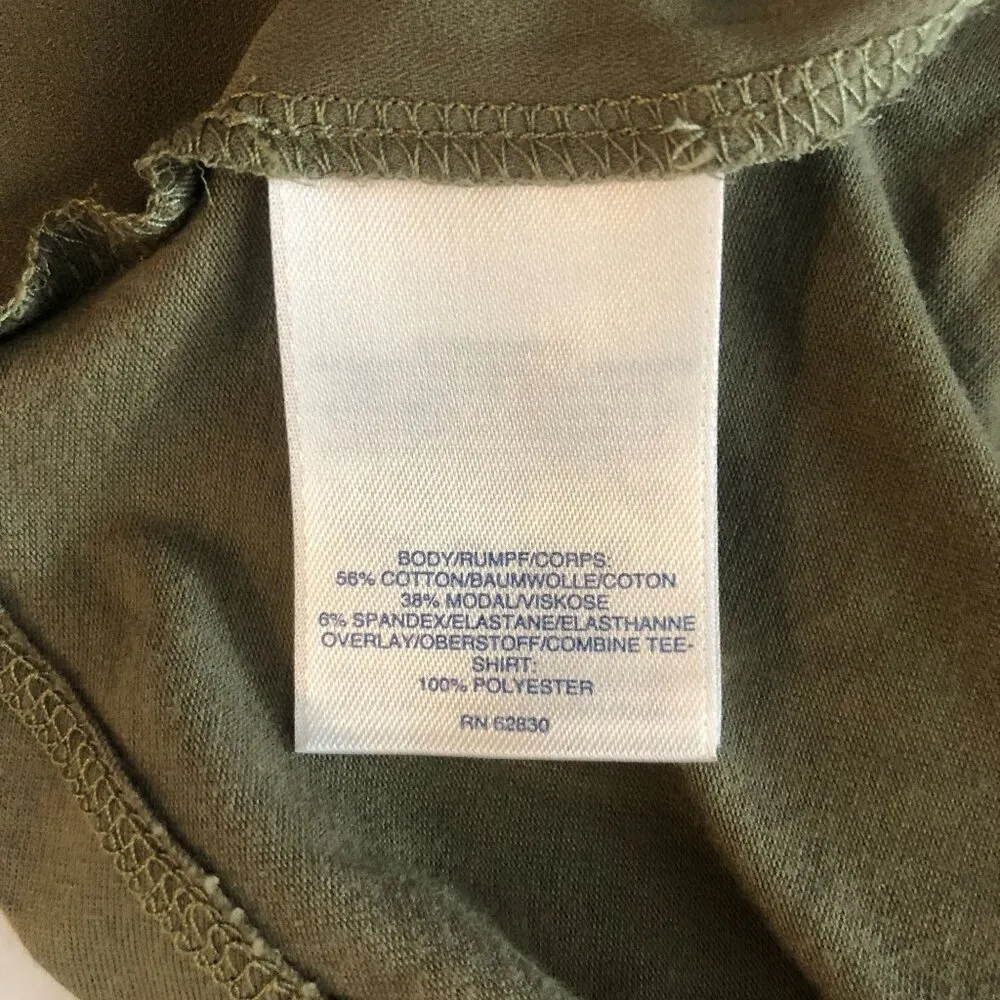 BODY/RUMPF/CORPS:
56% COTTON/BAUMWOLLE/COTON
38% MODAL/VISKOSE
6% SPANDEX/ELASTANE/ELASTHANNE
OVERLAY/OBERSTOFF/COMBINE TEE-
SHIRT:
100% POLYESTER
RN 62830